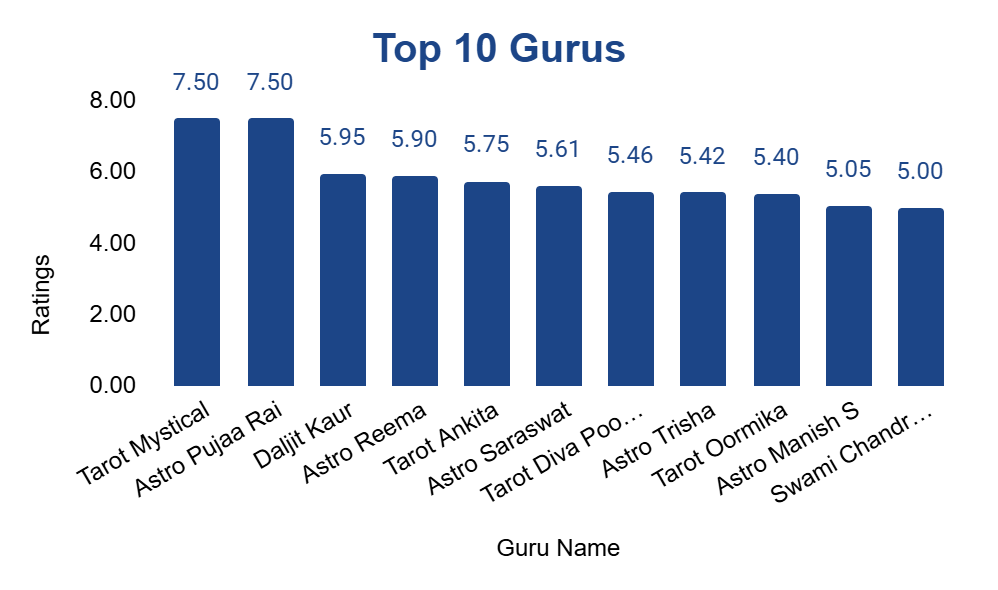 Top 10 Gurus
7.50 7.50 5.95 5.90 5.75 5.61 5.46 5.42 5.40 5.05 5.00
8.00
6.00
4.00
2.00
0.00
Ratings
Tarot Mystical
Astro Pujaa Rai
Daljit Kaur
Astro Reema
Tarot Ankita
Astro Saraswat
Tarot Diva Poo…
Astro Trisha
Tarot Oormika
Astro Manish S
Swami Chandr…
Guru Name